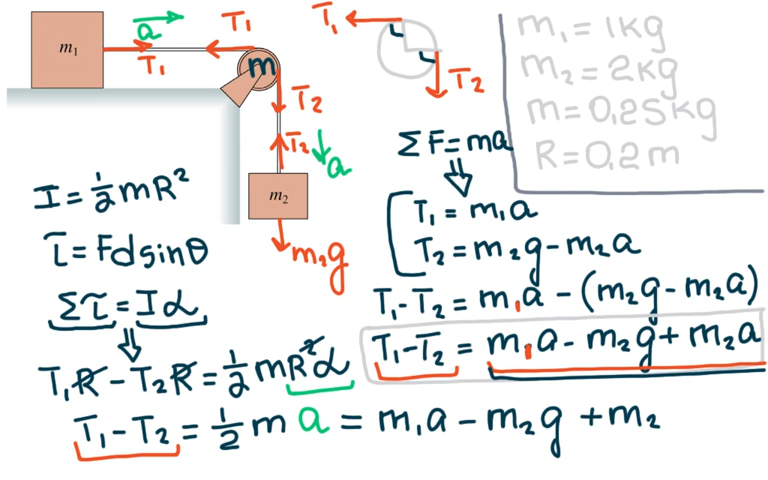 a
T₁
m₁
T₁
m
T₂
T₂
a
m₂
m₂g
T₁
T₂
m₁ = 1kg
m₂ = 2kg
m = 0,25kg
R = 0,2m
ΣF = ma
⇓
T₁ = m₁a
T₂ = m₂g - m₂a
T₁-T₂ = m₁a - (m₂g - m₂a)
T₁-T₂ = m₁a - m₂g + m₂a
I = ½mR²
τ = Fdsinθ
Στ = Iα
⇓
T₁R - T₂R = ½mR²α
T₁-T₂ = ½ma = m₁a - m₂g + m₂